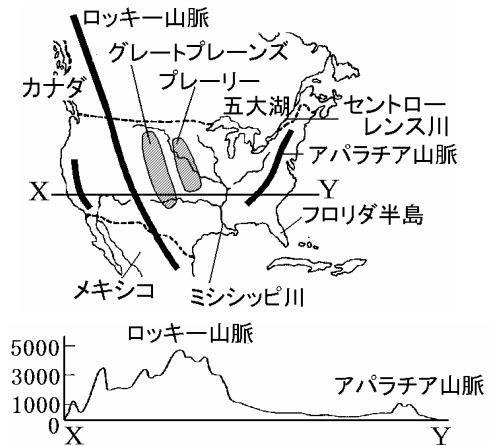 ロッキー山脈
グレートプレーンズ
プレーリー
カナダ
五大湖
セントロー
レンス川
アパラチア山脈
X
Y
フロリダ半島
メキシコ
ミシシッピ川
ロッキー山脈
5000
3000
1000
0
アパラチア山脈
X
Y